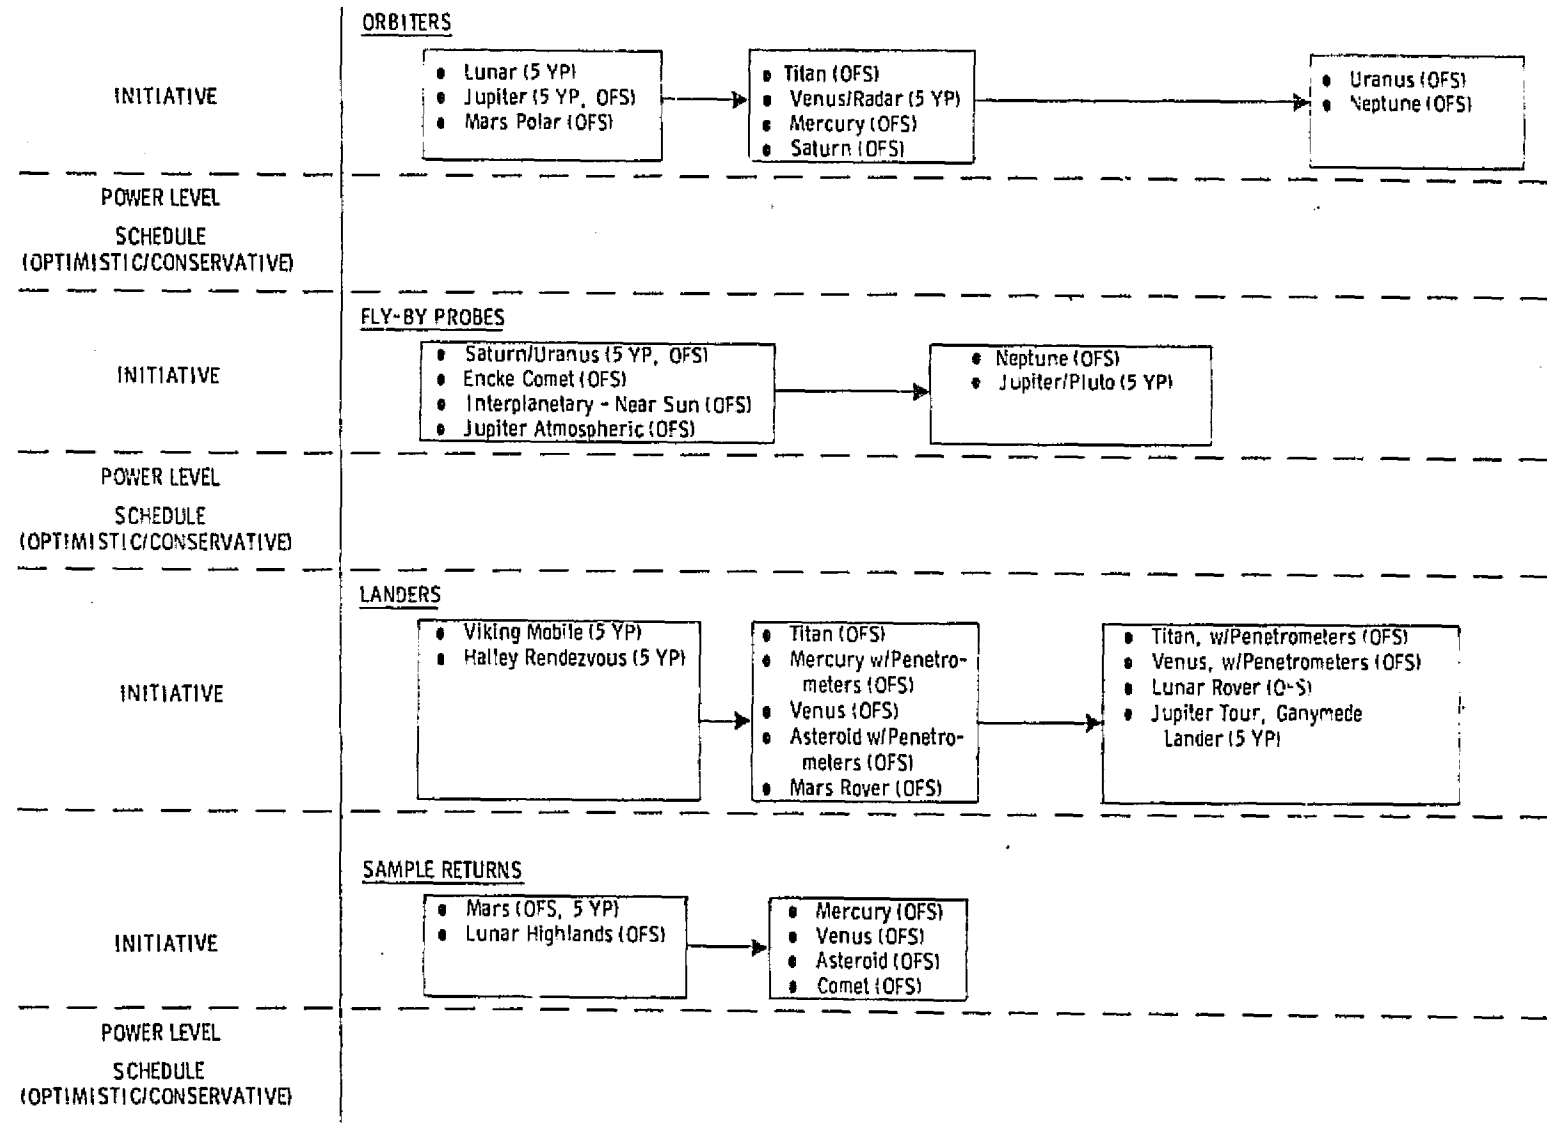 ORBITERS
INITIATIVE
• Lunar (5 YP)
• Jupiter (5 YP, OFS)
• Mars Polar (OFS)
• Titan (OFS)
• Venus/Radar (5 YP)
• Mercury (OFS)
• Saturn (OFS)
• Uranus (OFS)
• Neptune (OFS)
POWER LEVEL
SCHEDULE
(OPTIMISTIC/CONSERVATIVE)
FLY-BY PROBES
INITIATIVE
• Saturn/Uranus (5 YP, OFS)
• Encke Comet (OFS)
• Interplanetary - Near Sun (OFS)
• Jupiter Atmospheric (OFS)
• Neptune (OFS)
• Jupiter/Pluto (5 YP)
POWER LEVEL
SCHEDULE
(OPTIMISTIC/CONSERVATIVE)
LANDERS
INITIATIVE
• Viking Mobile (5 YP)
• Halley Rendezvous (5 YP)
• Titan (OFS)
• Mercury w/Penetro-
meters (OFS)
• Venus (OFS)
• Asteroid w/Penetro-
meters (OFS)
• Mars Rover (OFS)
• Titan, w/Penetrometers (OFS)
• Venus, w/Penetrometers (OFS)
• Lunar Rover (OFS)
• Jupiter Tour, Ganymede
Lander (5 YP)
SAMPLE RETURNS
INITIATIVE
• Mars (OFS, 5 YP)
• Lunar Highlands (OFS)
• Mercury (OFS)
• Venus (OFS)
• Asteroid (OFS)
• Comet (OFS)
POWER LEVEL
SCHEDULE
(OPTIMISTIC/CONSERVATIVE)